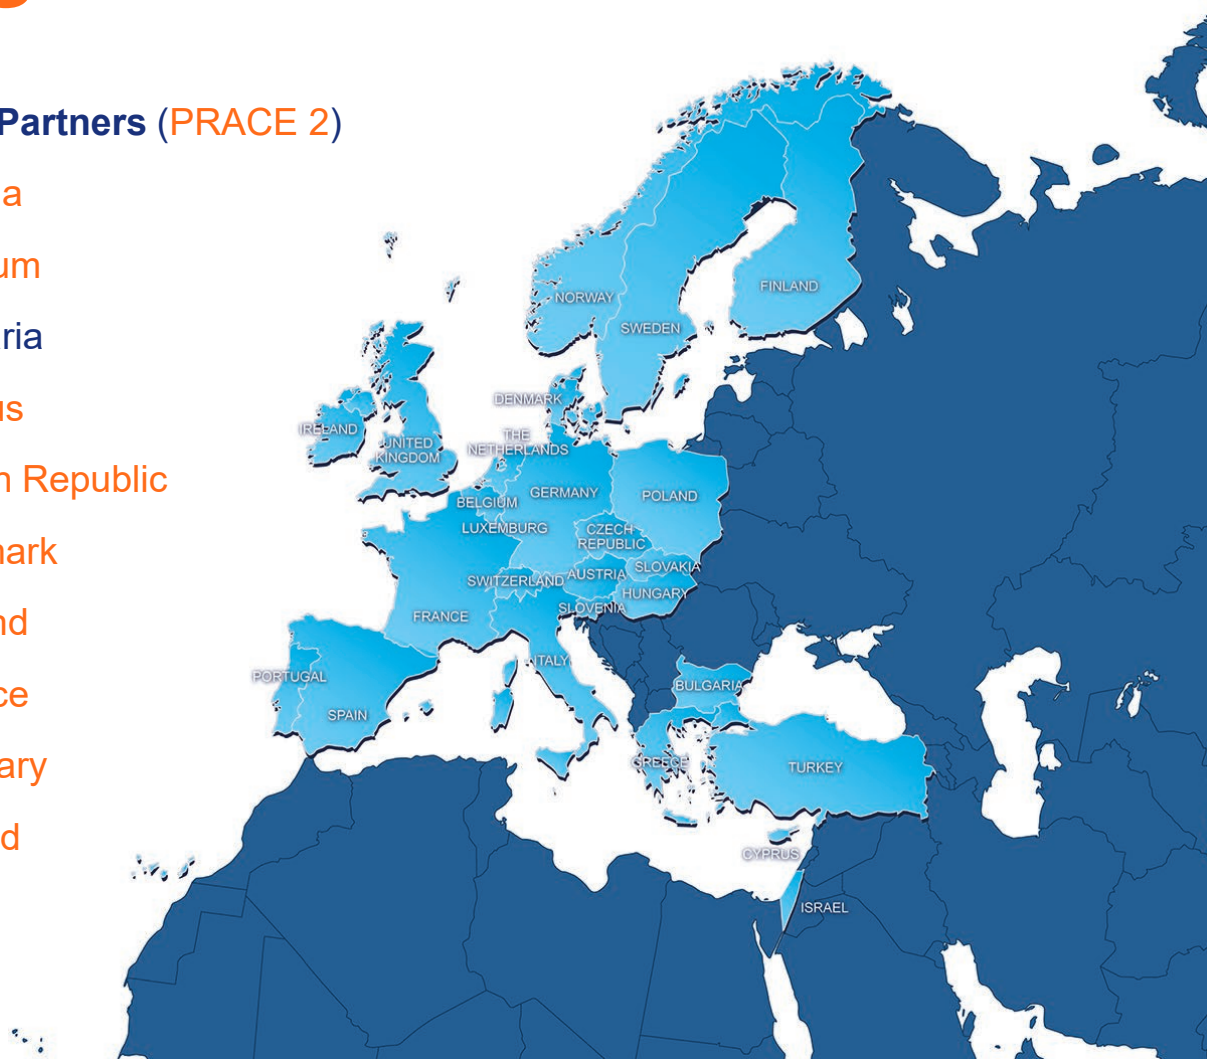 Partners (PRACE 2)
a
um
ria
us
n Republic
nark
nd
ce
ary
d
NORWAY
FINLAND
SWEDEN
DENMARK
IRELAND
UNITED
KINGDOM
THE
NETHERLANDS
BELGIUM
GERMANY
POLAND
LUXEMBURG
CZECH
REPUBLIC
SWITZERLAND
AUSTRIA
SLOVAKIA
HUNGARY
SLOVENIA
FRANCE
ITALY
PORTUGAL
SPAIN
BULGARIA
GREECE
TURKEY
CYPRUS
ISRAEL